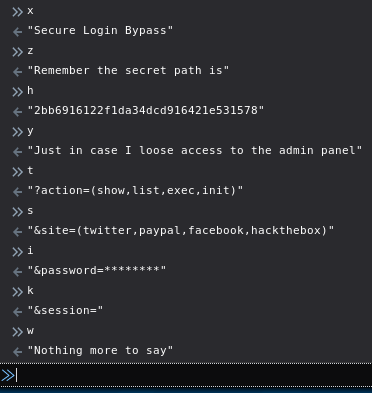 » x
← "Secure Login Bypass"
» z
← "Remember the secret path is"
» h
← "2bb6916122f1da34dcd916421e531578"
» y
← "Just in case I loose access to the admin panel"
» t
← "?action=(show,list,exec,init)"
» s
← "&site=(twitter,paypal,facebook,hackthebox)"
» i
← "&password=********"
» k
← "&session="
» w
← "Nothing more to say"
»